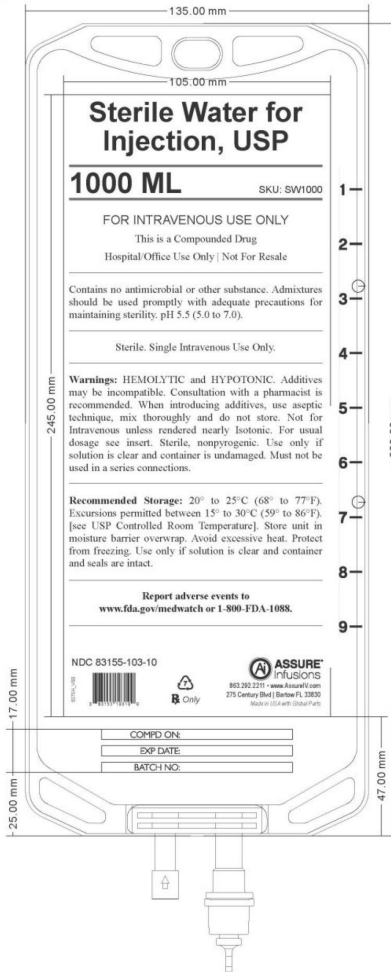 135.00 mm
105.00 mm
Sterile Water for
Injection, USP
1000 ML SKU: SW1000
FOR INTRAVENOUS USE ONLY
This is a Compounded Drug
Hospital/Office Use Only | Not For Resale
Contains no antimicrobial or other substance. Admixtures
should be used promptly with adequate precautions for
maintaining sterility. pH 5.5 (5.0 to 7.0).
Sterile. Single Intravenous Use Only.
Warnings: HEMOLYTIC and HYPOTONIC. Additives
may be incompatible. Consultation with a pharmacist is
recommended. When introducing additives, use aseptic
technique, mix thoroughly and do not store. Not for
Intravenous unless rendered nearly Isotonic. For usual
dosage see insert. Sterile, nonpyrogenic. Use only if
solution is clear and container is undamaged. Must not be
used in a series connections.
Recommended Storage: 20° to 25°C (68° to 77°F).
Excursions permitted between 15° to 30°C (59° to 86°F).
[see USP Controlled Room Temperature]. Store unit in
moisture barrier overwrap. Avoid excessive heat. Protect
from freezing. Use only if solution is clear and container
and seals are intact.
Report adverse events to
www.fda.gov/medwatch or 1-800-FDA-1088.
NDC 83155-103-10
7
Rx Only
Ai ASSURE
Infusions
863.292.2211 • www.AssureIV.com
275 Century Blvd | Bartow FL 33830
Made in USA with Global Parts
1
2
3
4
5
6
7
8
9
245.00 mm
17.00 mm
25.00 mm
47.00 mm
COMP'D ON:
EXP DATE:
BATCH NO: